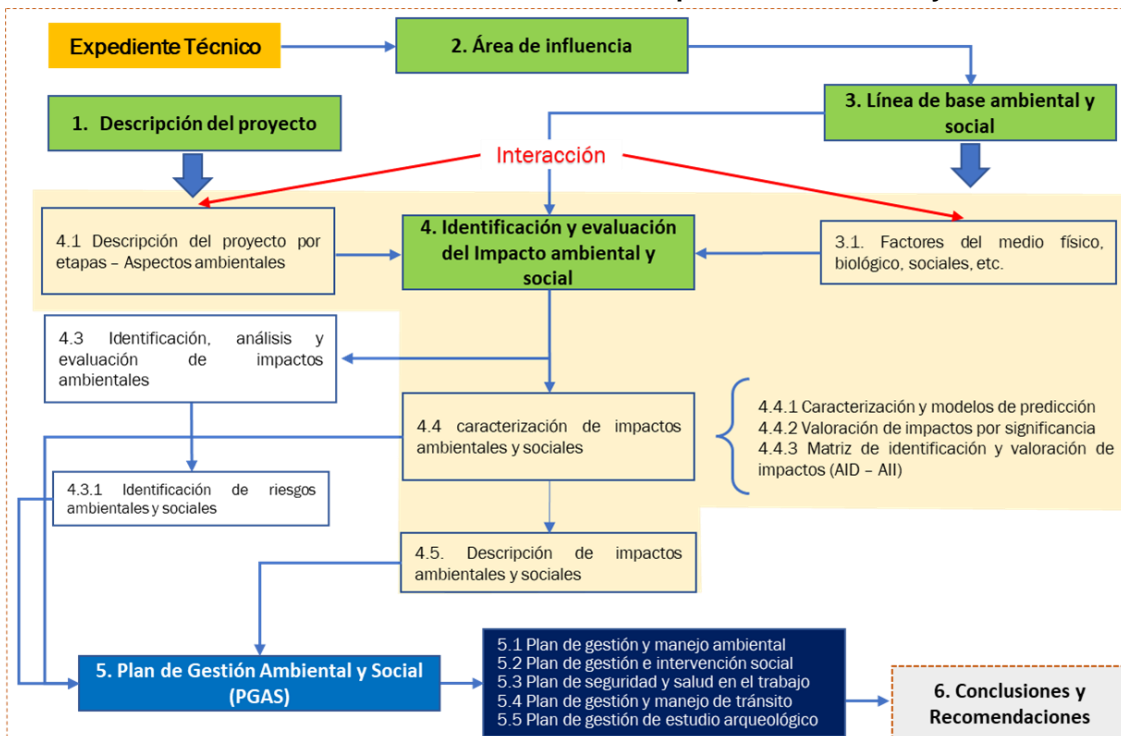 Expediente Técnico
2. Área de influencia
1. Descripción del proyecto
3. Línea de base ambiental y
social
Interacción
4.1 Descripción del proyecto por
etapas – Aspectos ambientales
4. Identificación y evaluación
del Impacto ambiental y
social
3.1. Factores del medio físico,
biológico, sociales, etc.
4.3 Identificación, análisis y
evaluación de impactos
ambientales
4.4 caracterización de impactos
ambientales y sociales
4.4.1 Caracterización y modelos de predicción
4.4.2 Valoración de impactos por significancia
4.4.3 Matriz de identificación y valoración de
impactos (AID – AII)
4.3.1 Identificación de riesgos
ambientales y sociales
4.5. Descripción de impactos
ambientales y sociales
5. Plan de Gestión Ambiental y Social
(PGAS)
5.1 Plan de gestión y manejo ambiental
5.2 Plan de gestión e intervención social
5.3 Plan de seguridad y salud en el trabajo
5.4 Plan de gestión y manejo de tránsito
5.5 Plan de gestión de estudio arqueológico
6. Conclusiones y
Recomendaciones